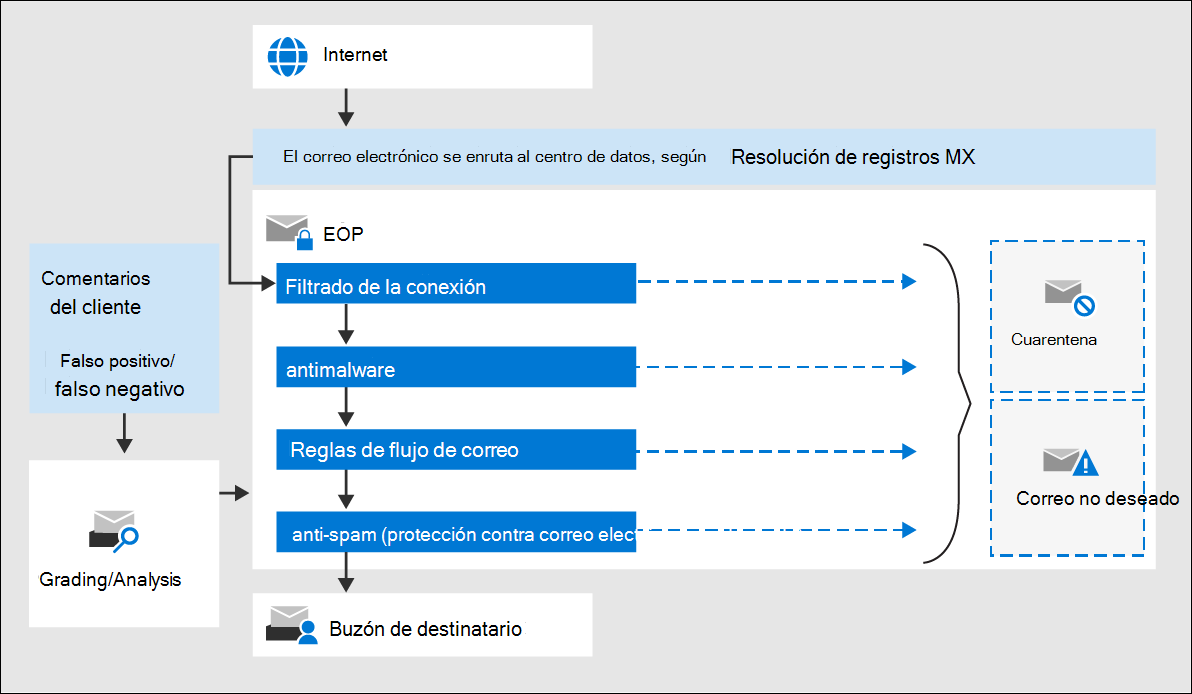 Internet
El correo electrónico se enruta al centro de datos, según Resolución de registros MX
EOP
Filtrado de la conexión
antimalware
Reglas de flujo de correo
anti-spam (protección contra correo elect
Buzón de destinatario
Comentarios
del cliente
Falso positivo/
falso negativo
Grading/Analysis
Cuarentena
Correo no deseado